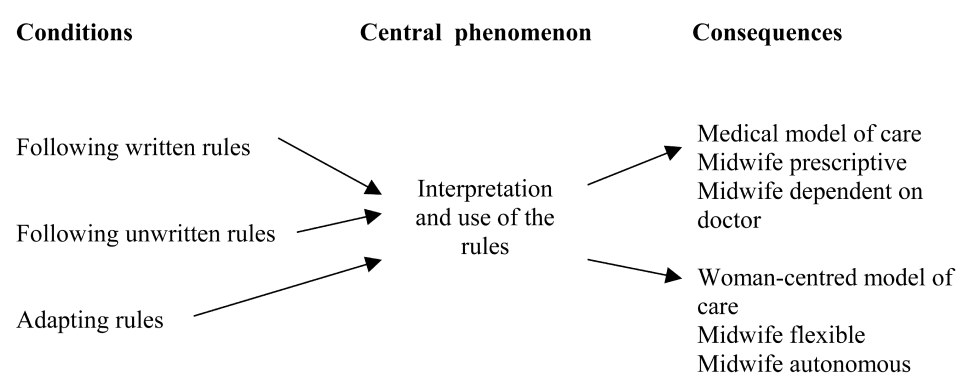 Conditions
Central phenomenon
Consequences
Following written rules
Following unwritten rules
Adapting rules
Interpretation
and use of the
rules
Medical model of care
Midwife prescriptive
Midwife dependent on
doctor
Woman-centred model of
care
Midwife flexible
Midwife autonomous